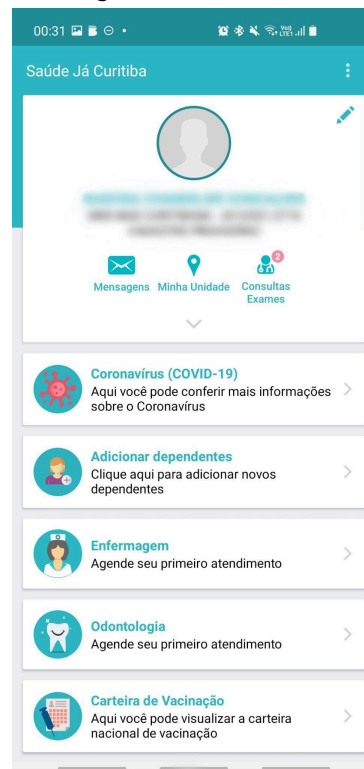 00:31
Vo)) LTE1
Saúde Já Curitiba
Mensagens Minha Unidade Consultas Exames
2
Coronavírus (COVID-19)
Aqui você pode conferir mais informações
sobre o Coronavírus
Adicionar dependentes
Clique aqui para adicionar novos
dependentes
Enfermagem
Agende seu primeiro atendimento
Odontologia
Agende seu primeiro atendimento
Carteira de Vacinação
Aqui você pode visualizar a carteira
nacional de vacinação